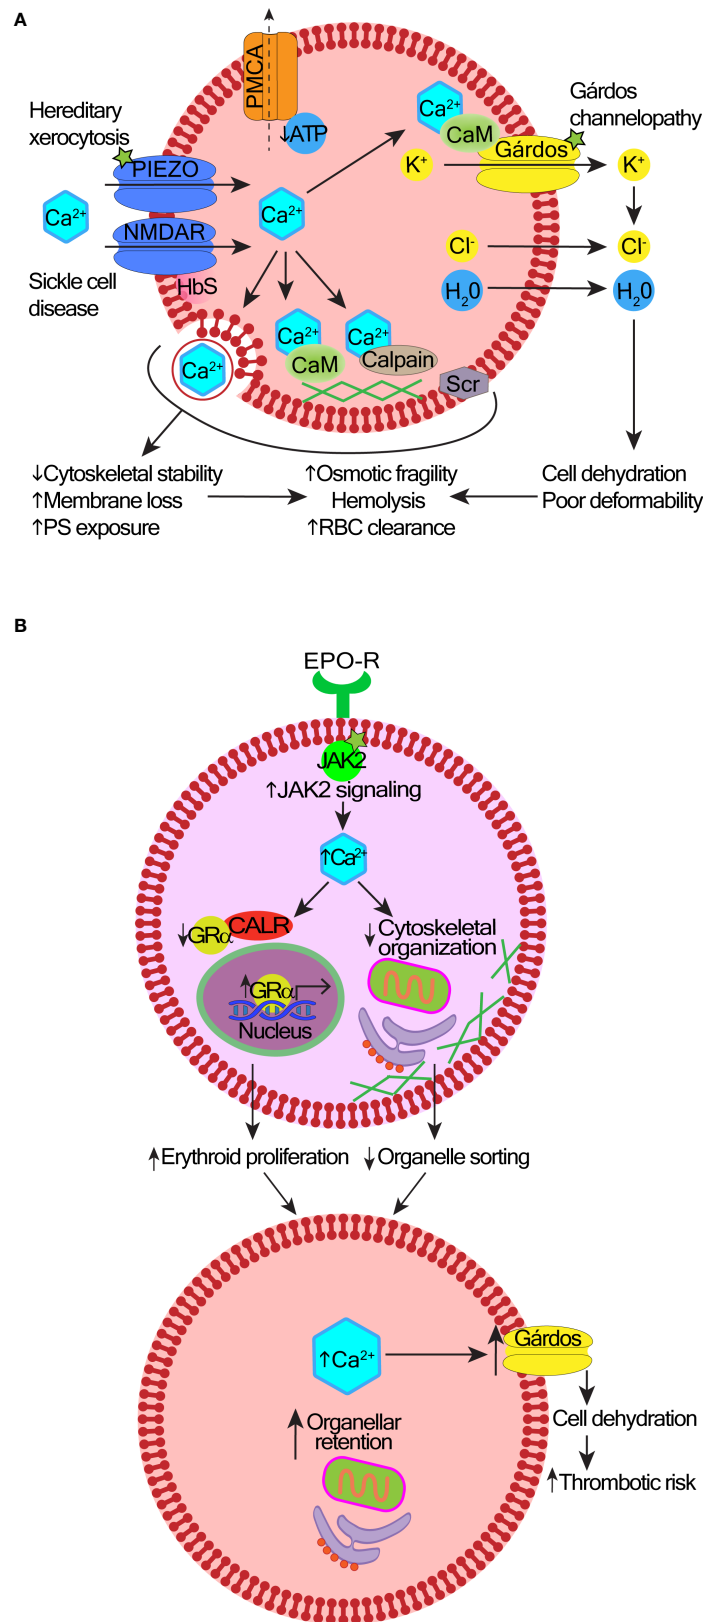 A
PMCA
↓ATP
Hereditary
xerocytosis
Ca2+
CaM
Gárdos
channelopathy
PIEZO
K+
Gárdos
K+
Ca2+
Ca2+
NMDAR
Cl-
Cl-
Sickle cell
disease
HbS
H20
H20
Ca2+
Ca2+
Ca2+
CaM
Calpain
Scr
↓Cytoskeletal stability
↑Membrane loss
↑PS exposure
↑Osmotic fragility
Hemolysis
↑RBC clearance
Cell dehydration
Poor deformability
B
EPO-R
JAK2
↑JAK2 signaling
↑Ca2+
↓GRα
CALR
↓Cytoskeletal
organization
↑GRα
Nucleus
↑Erythroid proliferation
↓Organelle sorting
↑Ca2+
↑Gárdos
Cell dehydration
↑Thrombotic risk
↑Organellar
retention